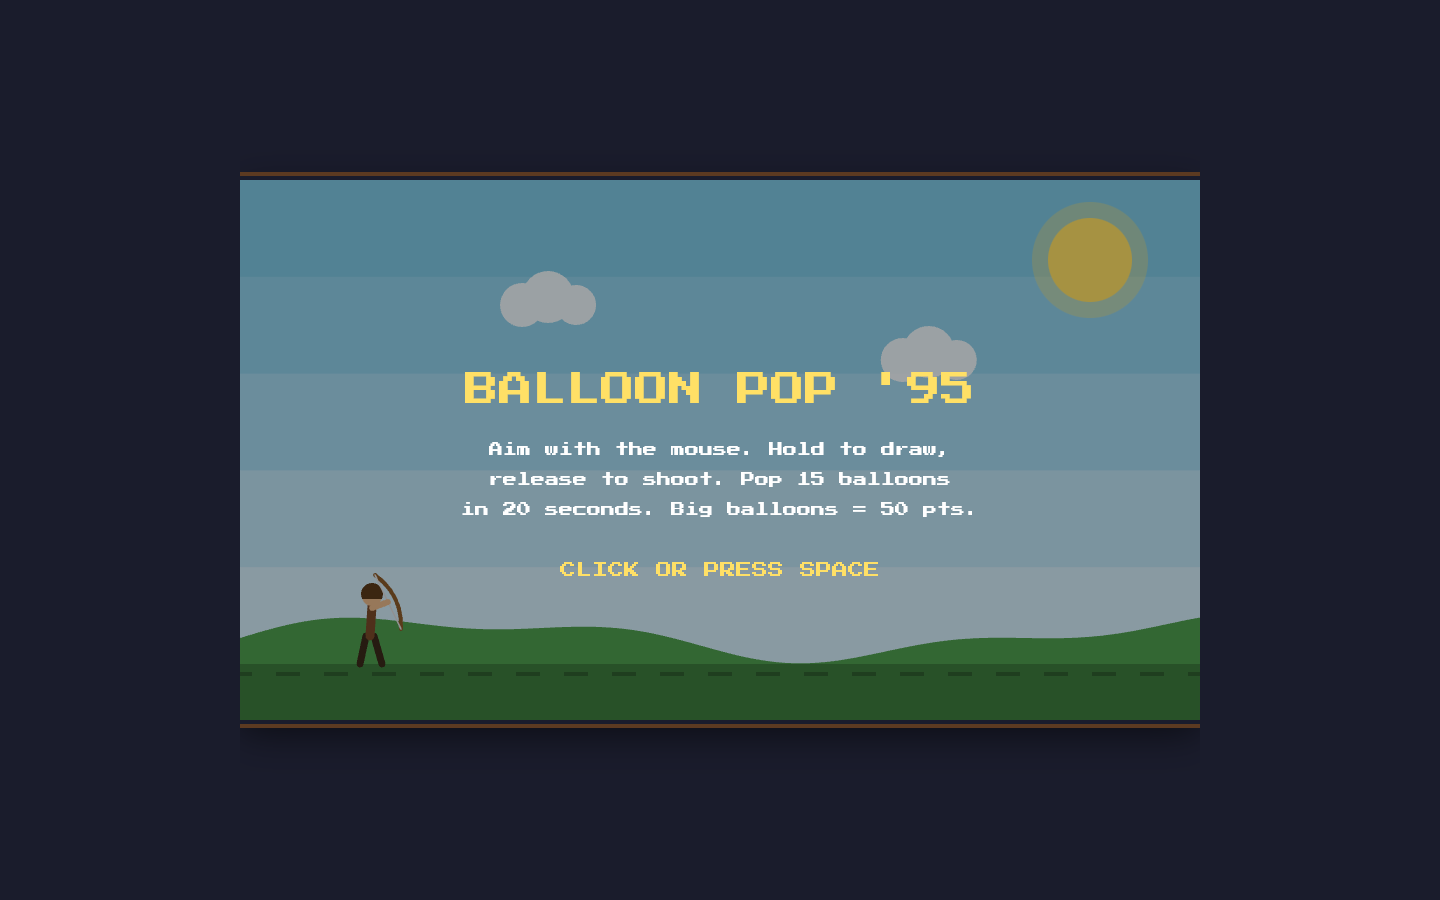 BALLOON POP '95
Aim with the mouse. Hold to draw,
release to shoot. Pop 15 balloons
in 20 seconds. Big balloons = 50 pts.
CLICK OR PRESS SPACE